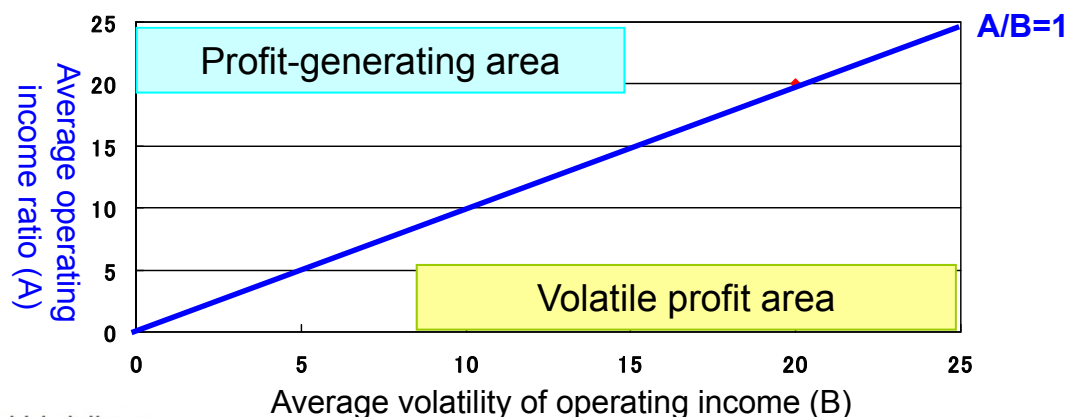 25
A/B=1
Profit-generating area
20
15
10
5
0
Average operating
income ratio (A)
Volatile profit area
0 5 10 15 20 25
Average volatility of operating income (B)